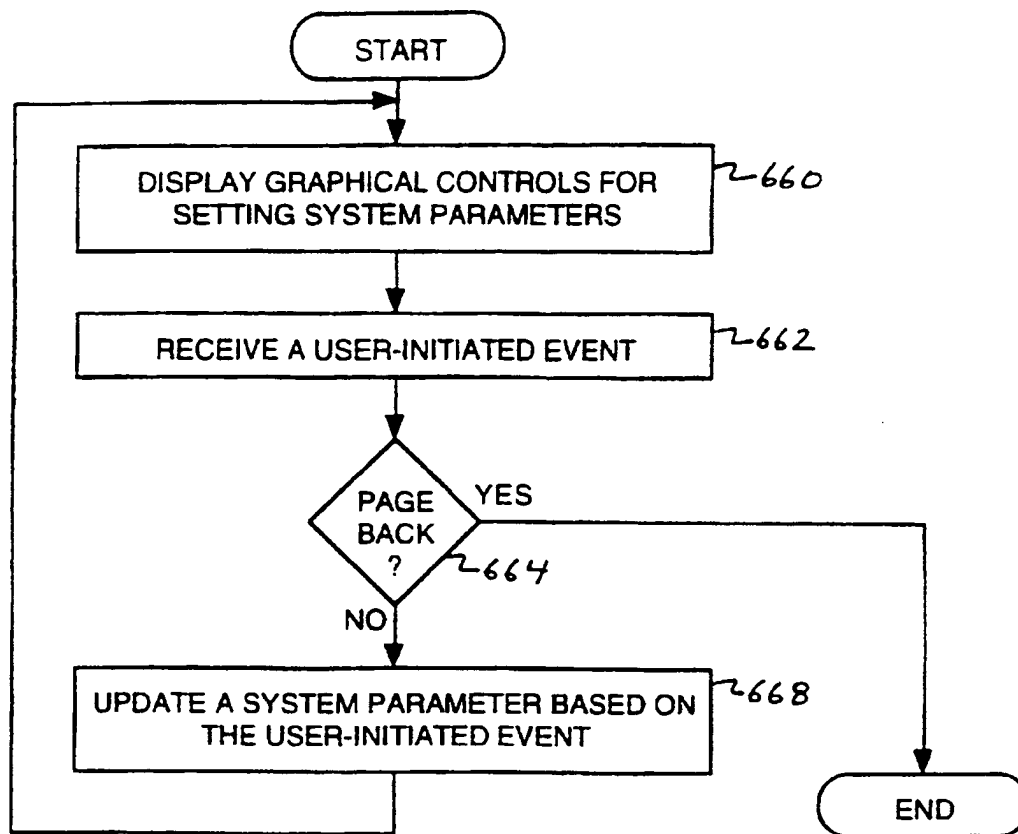 START
DISPLAY GRAPHICAL CONTROLS FOR
SETTING SYSTEM PARAMETERS
660
RECEIVE A USER-INITIATED EVENT
662
PAGE
BACK
?
YES
664
NO
UPDATE A SYSTEM PARAMETER BASED ON
THE USER-INITIATED EVENT
668
END